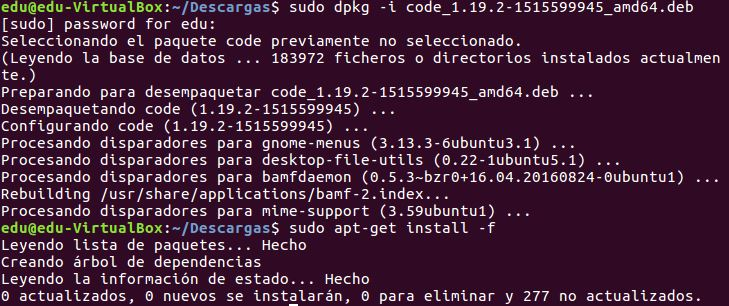 edu@edu-VirtualBox:~/Descargas$ sudo dpkg -i code_1.19.2-1515599945_amd64.deb
[sudo] password for edu:
Seleccionando el paquete code previamente no seleccionado.
(Leyendo la base de datos ... 183972 ficheros o directorios instalados actualmen
te.)
Preparando para desempaquetar code_1.19.2-1515599945_amd64.deb ...
Desempaquetando code (1.19.2-1515599945) ...
Configurando code (1.19.2-1515599945) ...
Procesando disparadores para gnome-menus (3.13.3-6ubuntu3.1) ...
Procesando disparadores para desktop-file-utils (0.22-1ubuntu5.1) ...
Procesando disparadores para bamfdaemon (0.5.3~bzr0+16.04.20160824-0ubuntu1) ...
Rebuilding /usr/share/applications/bamf-2.index...
Procesando disparadores para mime-support (3.59ubuntu1) ...
edu@edu-VirtualBox:~/Descargas$ sudo apt-get install -f
Leyendo lista de paquetes... Hecho
Creando árbol de dependencias
Leyendo la información de estado... Hecho
0 actualizados, 0 nuevos se instalarán, 0 para eliminar y 277 no actualizados.